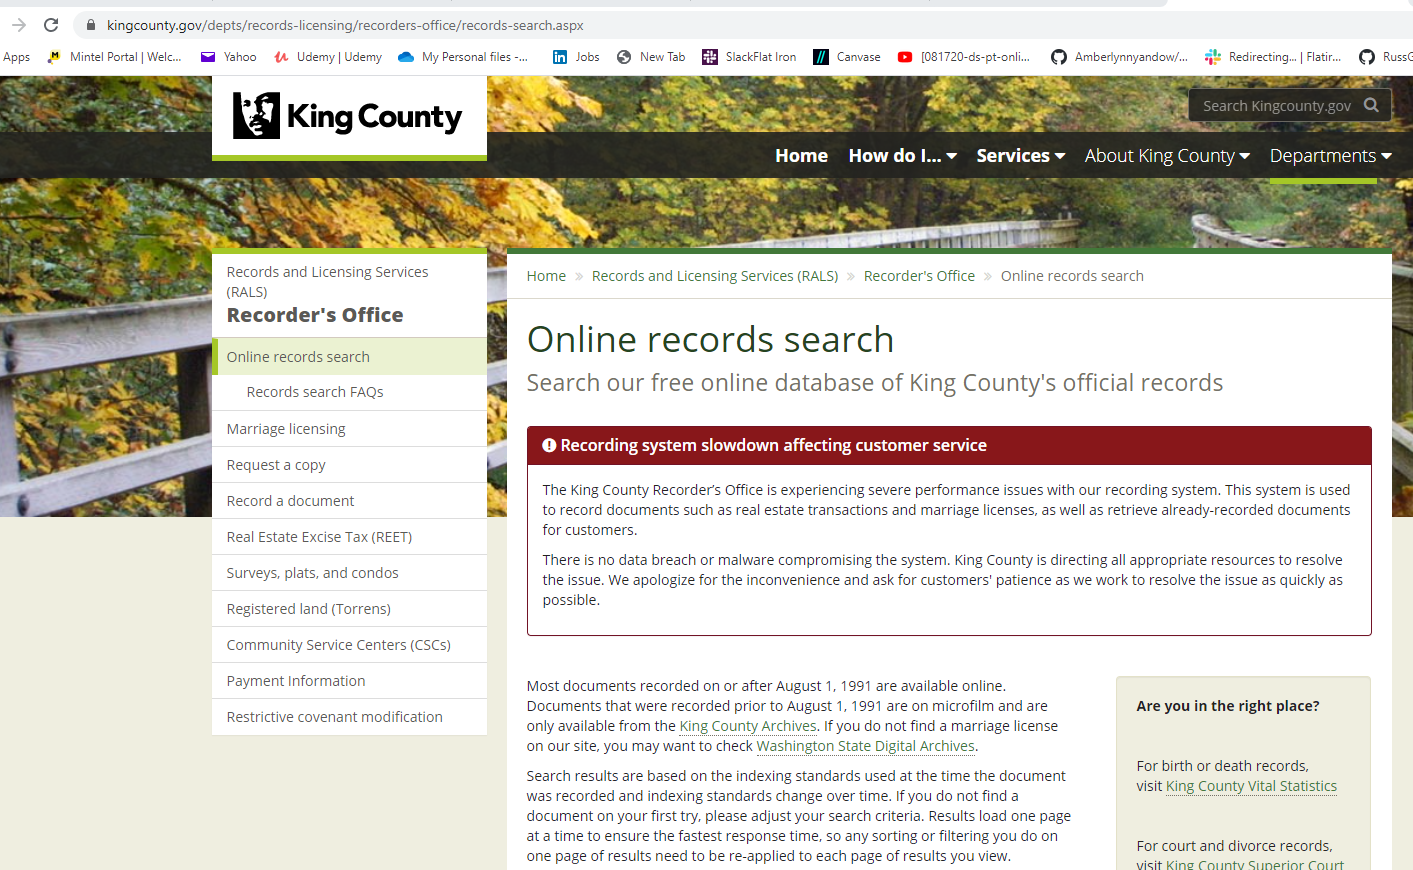 kingcounty.gov/depts/records-licensing/recorders-office/records-search.aspx
Apps Mintel Portal | Welc... Yahoo Udemy | Udemy My Personal files -... Jobs New Tab SlackFlat Iron Canvase [081720-ds-pt-onli... Amberlynnyandow/... Redirecting... | Flatir... RussG
King County
Search Kingcounty.gov
Home How do I... Services About King County Departments
Records and Licensing Services
(RALS)
Recorder's Office
Online records search
Records search FAQs
Marriage licensing
Request a copy
Record a document
Real Estate Excise Tax (REET)
Surveys, plats, and condos
Registered land (Torrens)
Community Service Centers (CSCs)
Payment Information
Restrictive covenant modification
Home » Records and Licensing Services (RALS) » Recorder's Office » Online records search
Online records search
Search our free online database of King County's official records
Recording system slowdown affecting customer service
The King County Recorder’s Office is experiencing severe performance issues with our recording system. This system is used
to record documents such as real estate transactions and marriage licenses, as well as retrieve already-recorded documents
for customers.
There is no data breach or malware compromising the system. King County is directing all appropriate resources to resolve
the issue. We apologize for the inconvenience and ask for customers' patience as we work to resolve the issue as quickly as
possible.
Most documents recorded on or after August 1, 1991 are available online.
Documents that were recorded prior to August 1, 1991 are on microfilm and are
only available from the King County Archives. If you do not find a marriage license
on our site, you may want to check Washington State Digital Archives.
Search results are based on the indexing standards used at the time the document
was recorded and indexing standards change over time. If you do not find a
document on your first try, please adjust your search criteria. Results load one page
at a time to ensure the fastest response time, so any sorting or filtering you do on
one page of results need to be re-applied to each page of results you view.
Are you in the right place?
For birth or death records,
visit King County Vital Statistics
For court and divorce records,
visit King County Superior Court